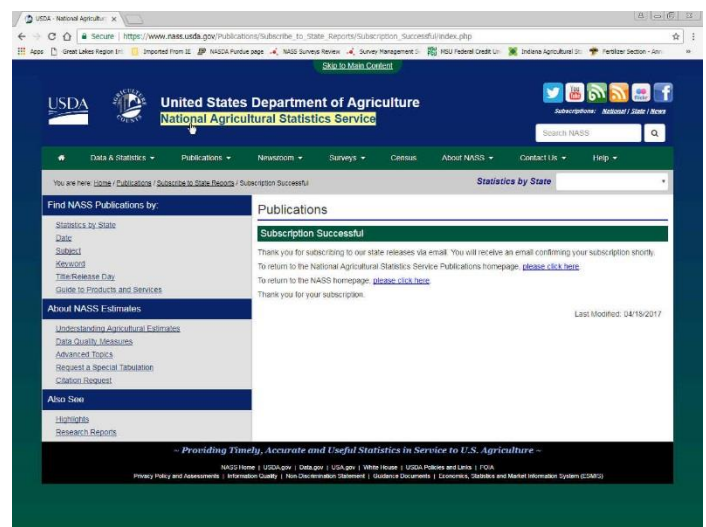 USDA - National Agricultur
Secure | https://www.nass.usda.gov/Publications/Subscribe_to_State_Reports/Subscription_Successful/index.php
Apps Great Lakes Region Int Imported From IE NASDA Purdue page NASS Surveys Review Survey Management S MSU Federal Credit Un Indiana Agricultural St Fertilizer Section - Ann
Skip to Main Content
USDA
AGRICULTURE COUNTS
United States Department of Agriculture
National Agricultural Statistics Service
Subscriptions: National / State / News
Search NASS
Data & Statistics Publications Newsroom Surveys Census About NASS Contact Us Help
You are here: Home / Publications / Subscribe to State Reports / Subscription Successful
Statistics by State
Find NASS Publications by:
Statistics by State
Date
Subject
Keyword
Title/Release Day
Guide to Products and Services
About NASS Estimates
Understanding Agricultural Estimates
Data Quality Measures
Advanced Topics
Request a Special Tabulation
Citation Request
Also See
Highlights
Research Reports
Publications
Subscription Successful
Thank you for subscribing to our state releases via email. You will receive an email confirming your subscription shortly.
To return to the National Agricultural Statistics Service Publications homepage, please click here
To return to the NASS homepage, please click here
Thank you for your subscription.
Last Modified: 04/18/2017
~ Providing Timely, Accurate and Useful Statistics in Service to U.S. Agriculture ~
NASS Home | USDA.gov | Data.gov | USA.gov | White House | USDA Policies and Links | FOIA
Privacy Policy and Assessments | Information Quality | Non-Discrimination Statement | Guidance Documents | Economics, Statistics and Market Information System (ESMIS)